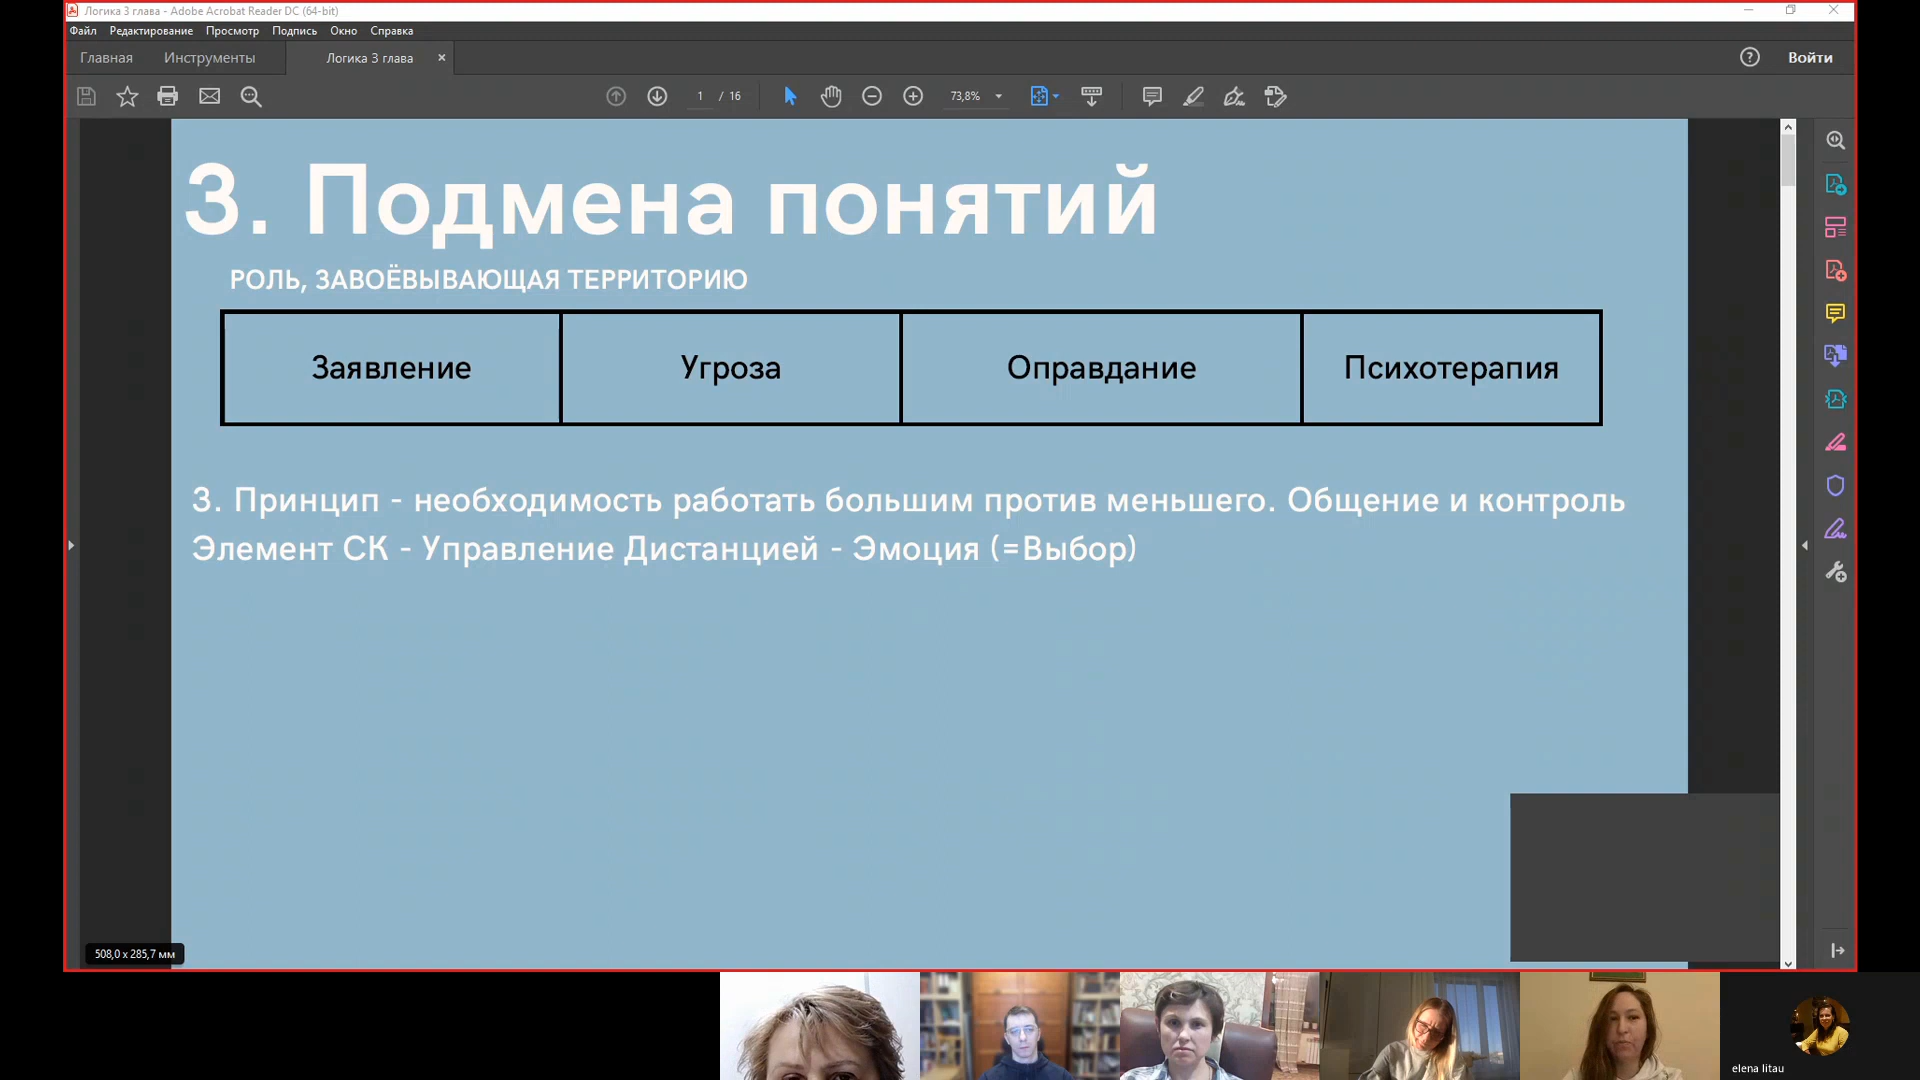 Логика 3 глава - Adobe Acrobat Reader DC (64-bit)
Файл Редактирование Просмотр Подпись Окно Справка
Главная Инструменты Логика 3 глава × Войти
1 / 16 73,8%
3. Подмена понятий
РОЛЬ, ЗАВОЁВЫВАЮЩАЯ ТЕРРИТОРИЮ
Заявление Угроза Оправдание Психотерапия
3. Принцип - необходимость работать большим против меньшего. Общение и контроль
Элемент СК - Управление Дистанцией - Эмоция (=Выбор)
508,0 x 285,7 мм
elena litau